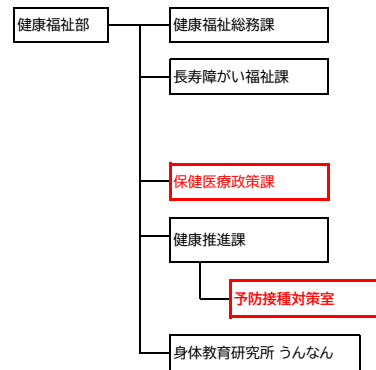 健康福祉部
健康福祉総務課
長寿障がい福祉課
保健医療政策課
健康推進課
予防接種対策室
身体教育研究所 うんなん